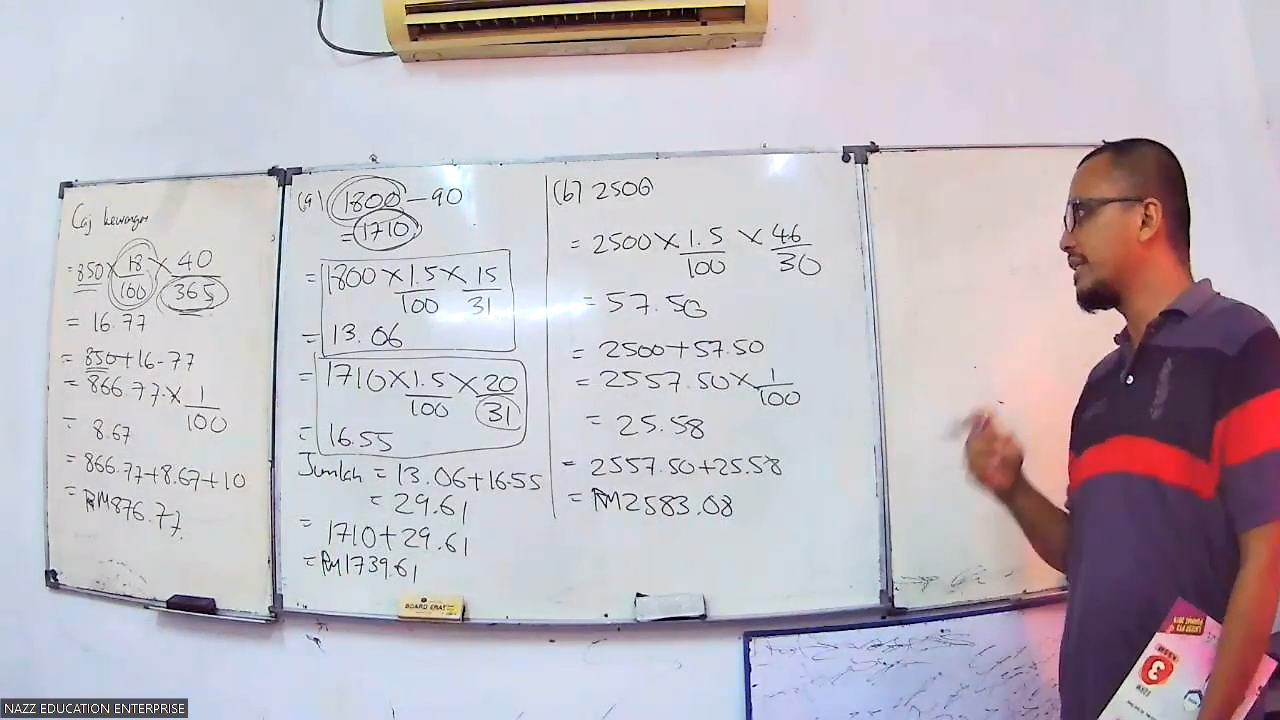 Caj kewangan
= 850 × 18/100 × 40/365
= 16.77
= 850+16-77
= 866.77 × 1/100
= 8.67
= 866.77+8.67+10
= RM876.77
(a) 1800 - 90
= 1710
= 1800 × 1.5/100 × 15/31
= 13.06
= 1710 × 1.5/100 × 20/31
= 16.55
Jumlah = 13.06+16.55
= 29.61
= 1710+29.61
= RM1739.61
(b) 2500
= 2500 × 1.5/100 × 46/30
= 57.50
= 2500+57.50
= 2557.50 × 1/100
= 25.58
= 2557.50+25.58
= RM2583.08
BOARD ERASER
3
NAZZ EDUCATION ENTERPRISE